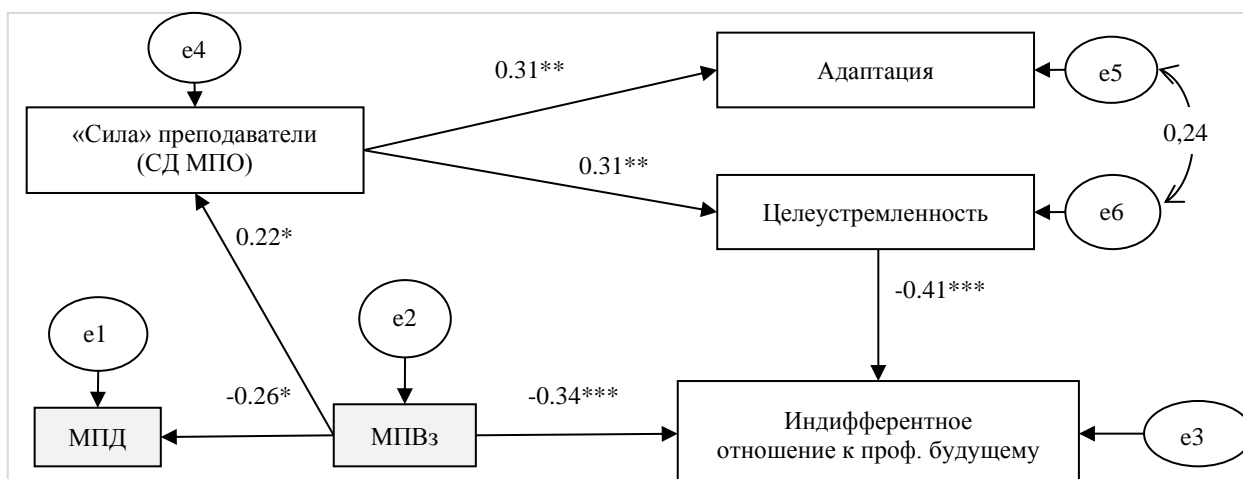 e4
0.31**
Адаптация
e5
«Сила» преподаватели
(СД МПО)
0,24
0.31**
Целеустремленность
e6
0.22*
-0.41***
e1
e2
-0.26*
-0.34***
МПД
МПВз
Индифферентное
отношение к проф. будущему
e3